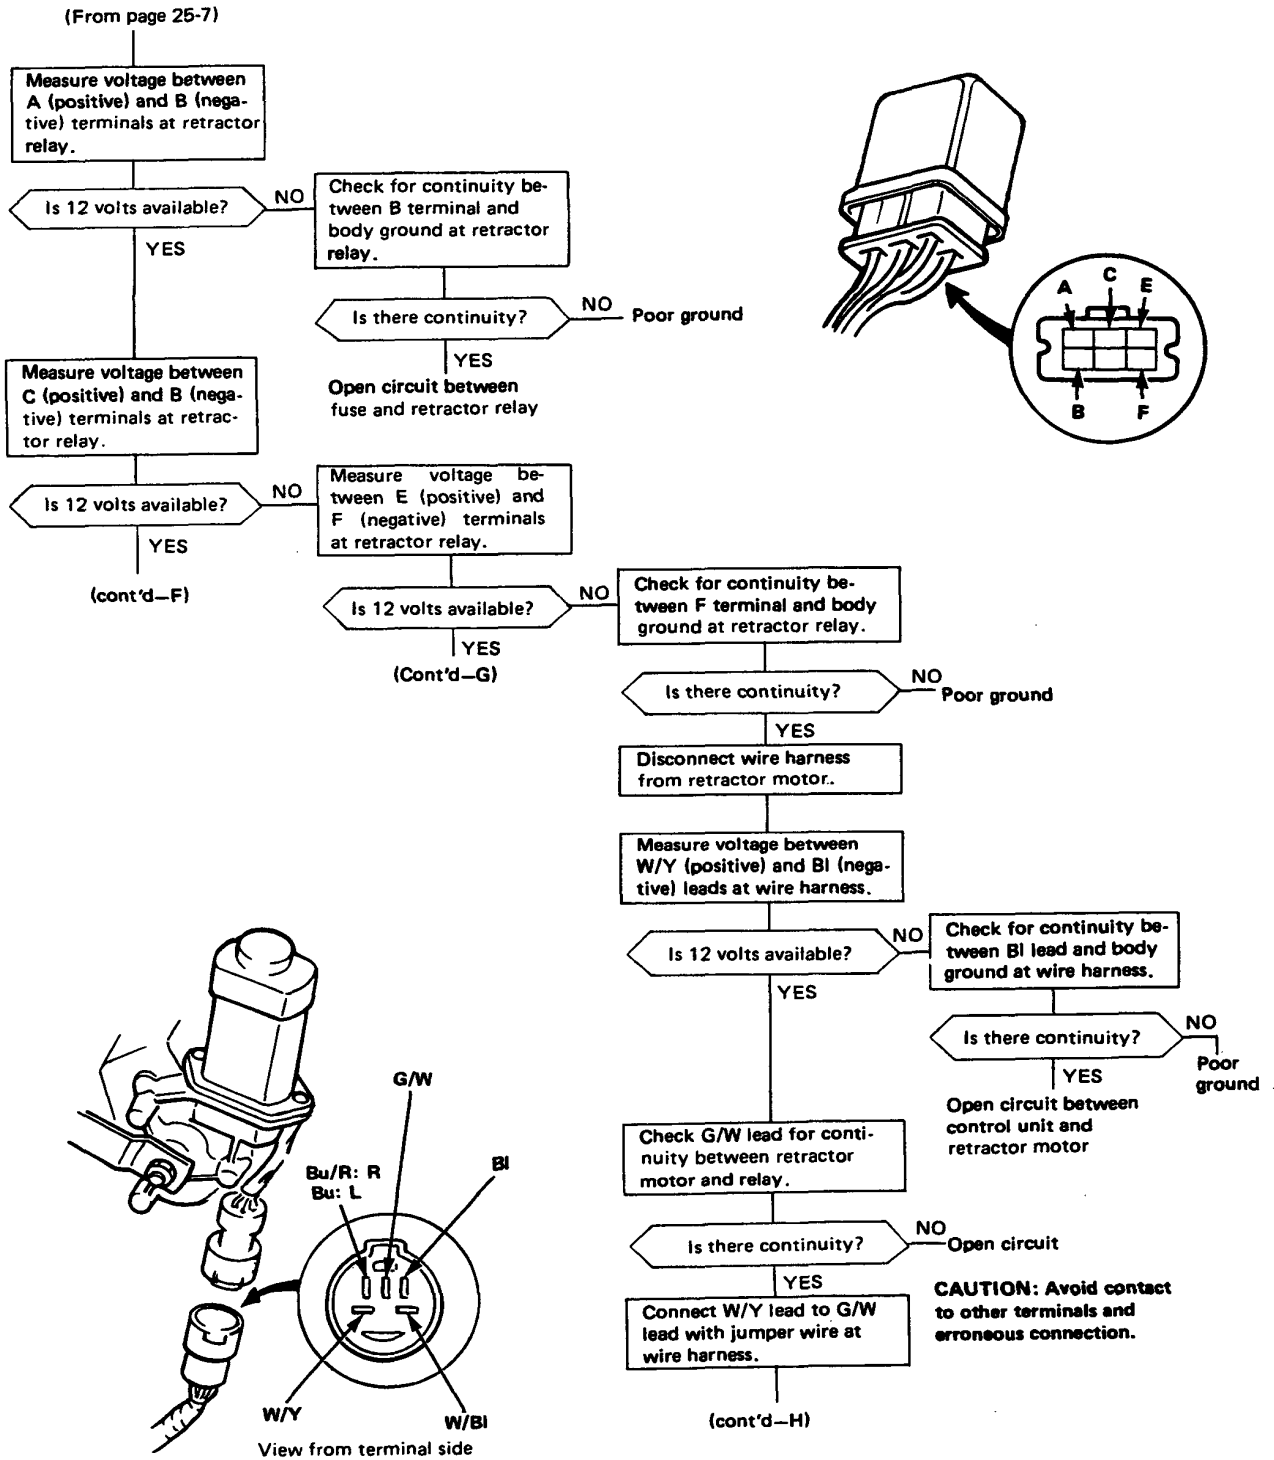 (From page 25-7)
Measure voltage between
A (positive) and B (nega-
tive) terminals at retractor
relay.
Is 12 volts available?
NO
YES
Check for continuity be-
tween B terminal and
body ground at retractor
relay.
Is there continuity?
NO
Poor ground
YES
Open circuit between
fuse and retractor relay
A
C
E
B
F
Measure voltage between
C (positive) and B (nega-
tive) terminals at retrac-
tor relay.
Is 12 volts available?
NO
YES
(cont'd—F)
Measure voltage be-
tween E (positive) and
F (negative) terminals
at retractor relay.
Is 12 volts available?
NO
YES
(Cont'd—G)
Check for continuity be-
tween F terminal and body
ground at retractor relay.
Is there continuity?
NO
Poor ground
YES
Disconnect wire harness
from retractor motor..
Measure voltage between
W/Y (positive) and Bl (nega-
tive) leads at wire harness.
Is 12 volts available?
NO
YES
Check for continuity be-
tween Bl lead and body
ground at wire harness.
Is there continuity?
NO
Poor
ground
YES
Open circuit between
control unit and
retractor motor
Check G/W lead for conti-
nuity between retractor
motor and relay.
Is there continuity?
NO
Open circuit
YES
CAUTION: Avoid contact
to other terminals and
erroneous connection.
Connect W/Y lead to G/W
lead with jumper wire at
wire harness.
(cont'd—H)
G/W
Bu/R: R
Bu: L
Bl
W/Y
W/Bl
View from terminal side